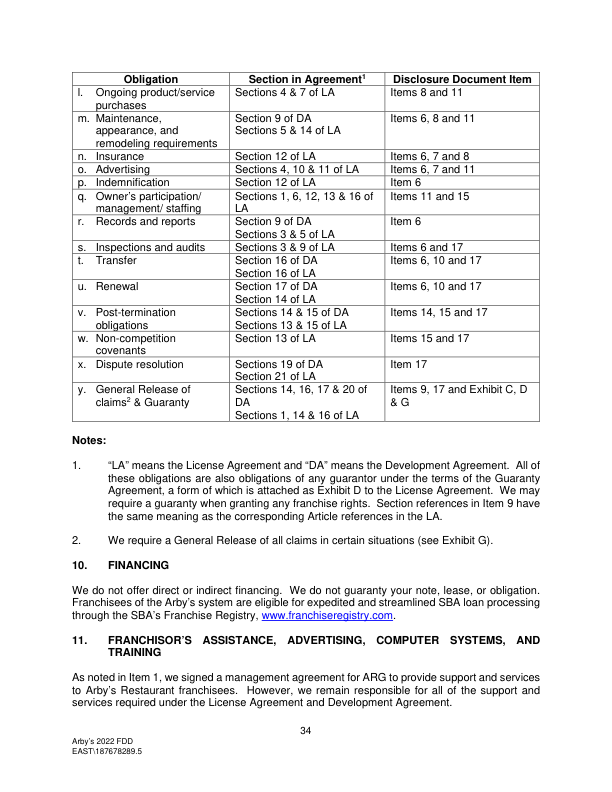 Obligation Section in Agreement¹ Disclosure Document Item
l. Ongoing product/service Sections 4 & 7 of LA Items 8 and 11
purchases
m. Maintenance, Section 9 of DA Items 6, 8 and 11
appearance, and Sections 5 & 14 of LA
remodeling requirements
n. Insurance Section 12 of LA Items 6, 7 and 8
o. Advertising Sections 4, 10 & 11 of LA Items 6, 7 and 11
p. Indemnification Section 12 of LA Item 6
q. Owner's participation/ Sections 1, 6, 12, 13 & 16 of Items 11 and 15
management/ staffing LA
r. Records and reports Section 9 of DA Item 6
Sections 3 & 5 of LA
s. Inspections and audits Sections 3 & 9 of LA Items 6 and 17
t. Transfer Section 16 of DA Items 6, 10 and 17
Section 16 of LA
u. Renewal Section 17 of DA Items 6, 10 and 17
Section 14 of LA
v. Post-termination Sections 14 & 15 of DA Items 14, 15 and 17
obligations Sections 13 & 15 of LA
w. Non-competition Section 13 of LA Items 15 and 17
covenants
x. Dispute resolution Sections 19 of DA Item 17
Section 21 of LA
y. General Release of Sections 14, 16, 17 & 20 of Items 9, 17 and Exhibit C, D
claims² & Guaranty DA & G
Sections 1, 14 & 16 of LA
Notes:
1. "LA" means the License Agreement and "DA" means the Development Agreement. All of
these obligations are also obligations of any guarantor under the terms of the Guaranty
Agreement, a form of which is attached as Exhibit D to the License Agreement. We may
require a guaranty when granting any franchise rights. Section references in Item 9 have
the same meaning as the corresponding Article references in the LA.
2. We require a General Release of all claims in certain situations (see Exhibit G).
10. FINANCING
We do not offer direct or indirect financing. We do not guaranty your note, lease, or obligation.
Franchisees of the Arby's system are eligible for expedited and streamlined SBA loan processing
through the SBA's Franchise Registry, www.franchiseregistry.com.
11. FRANCHISOR'S ASSISTANCE, ADVERTISING, COMPUTER SYSTEMS, AND
TRAINING
As noted in Item 1, we signed a management agreement for ARG to provide support and services
to Arby's Restaurant franchisees. However, we remain responsible for all of the support and
services required under the License Agreement and Development Agreement.
34
Arby's 2022 FDD
EAST\187678289.5